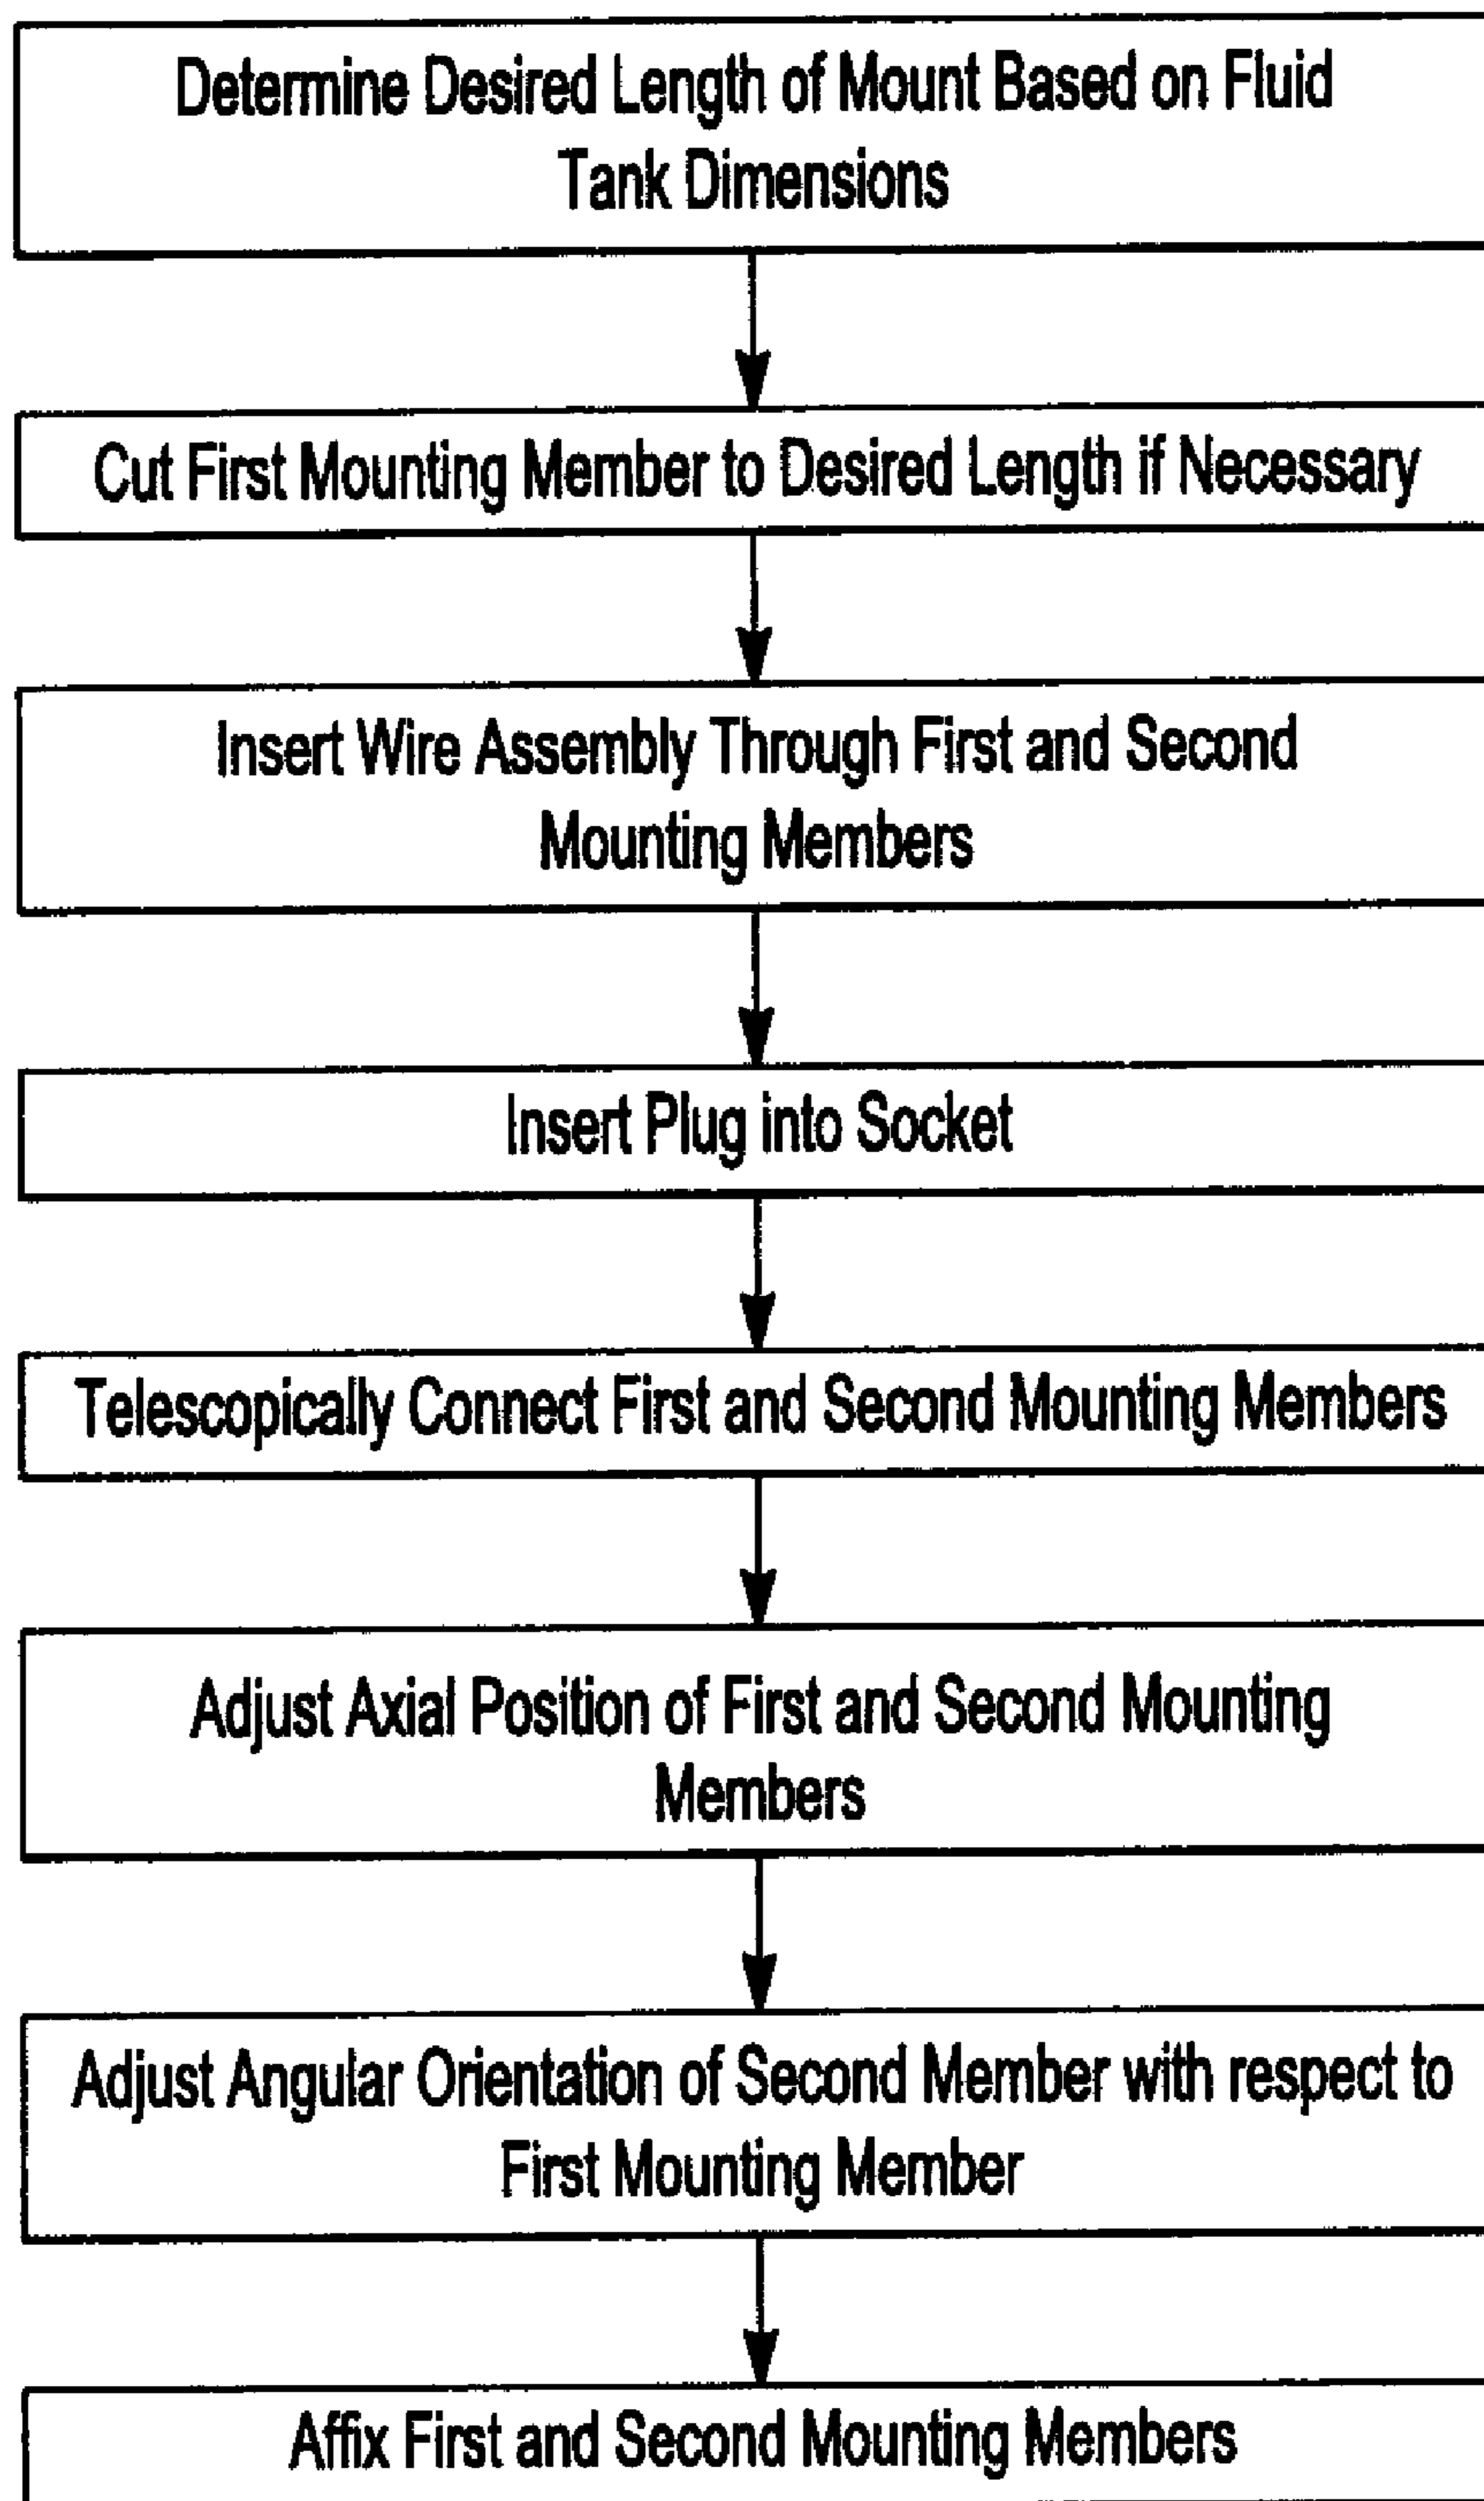 Determine Desired Length of Mount Based on Fluid
Tank Dimensions
Cut First Mounting Member to Desired Length if Necessary
Insert Wire Assembly Through First and Second
Mounting Members
Insert Plug into Socket
Telescopically Connect First and Second Mounting Members
Adjust Axial Position of First and Second Mounting
Members
Adjust Angular Orientation of Second Member with respect to
First Mounting Member
Affix First and Second Mounting Members